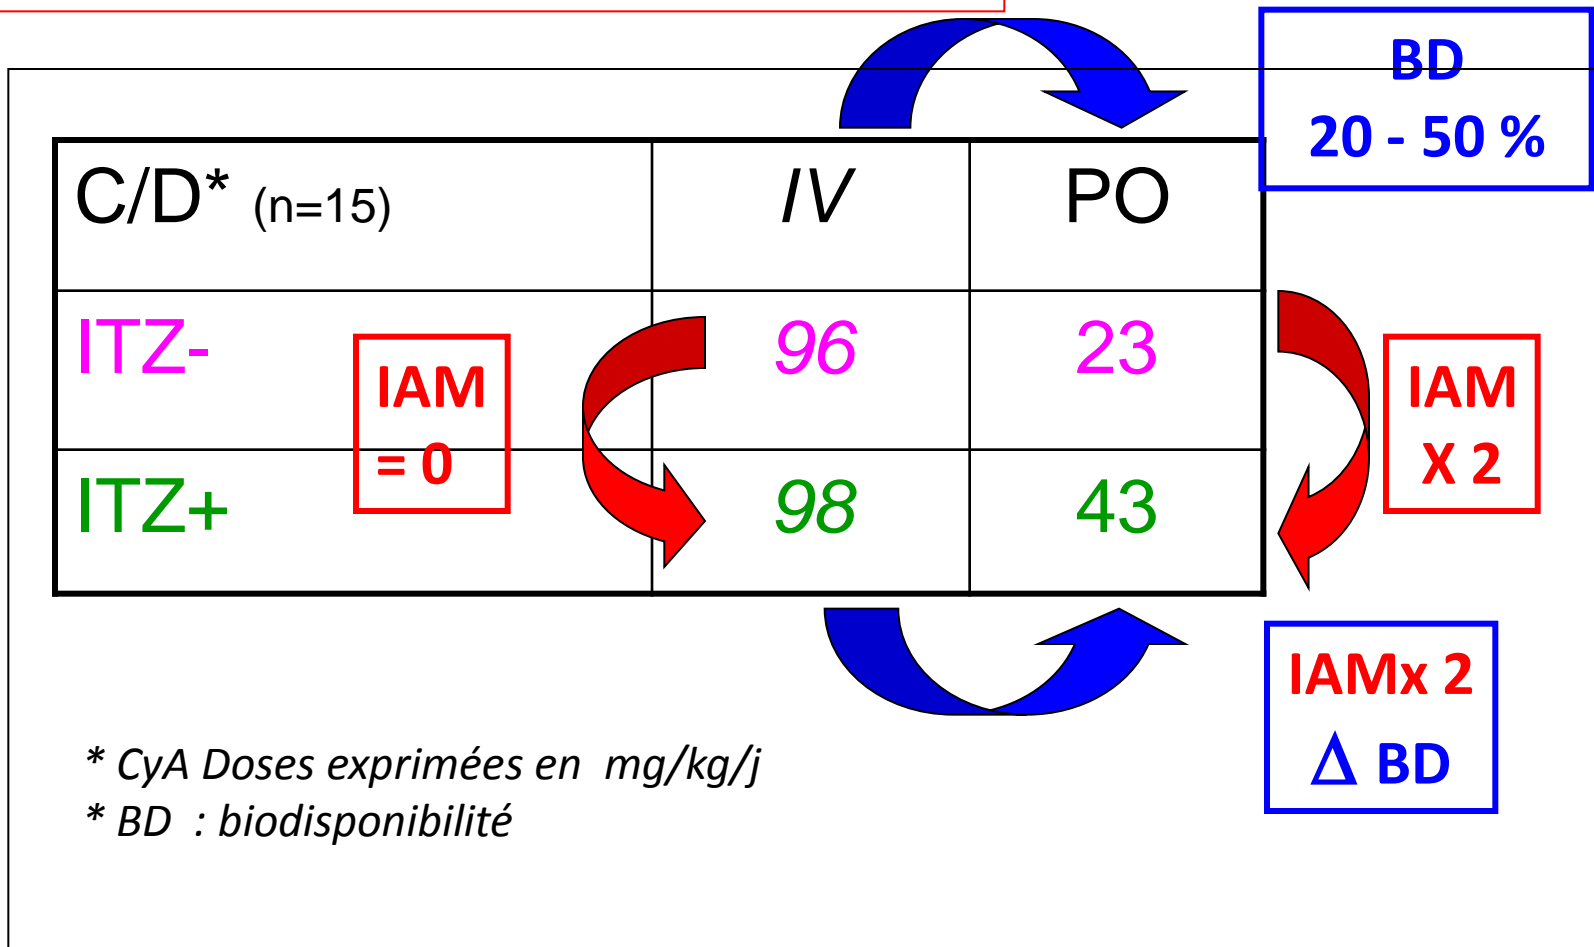 BD
20 - 50 %
C/D* (n=15) IV PO
ITZ- 96 23
IAM
= 0
IAM
X 2
ITZ+ 98 43
IAMx 2
Δ BD
* CyA Doses exprimées en mg/kg/j
* BD : biodisponibilité